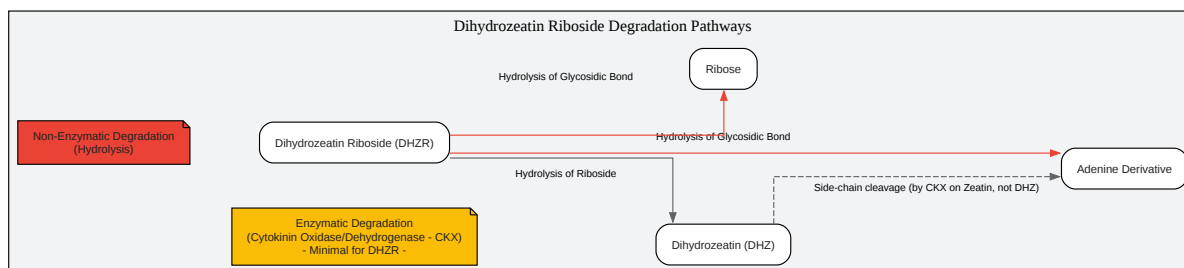 Dihydrozeatin Riboside Degradation Pathways
Hydrolysis of Glycosidic Bond
Ribose
Non-Enzymatic Degradation
(Hydrolysis)
Dihydrozeatin Riboside (DHZR)
Hydrolysis of Glycosidic Bond
Hydrolysis of Riboside
Adenine Derivative
Side-chain cleavage (by CKX on Zeatin, not DHZ)
Enzymatic Degradation
(Cytokinin Oxidase/Dehydrogenase - CKX)
- Minimal for DHZR -
Dihydrozeatin (DHZ)